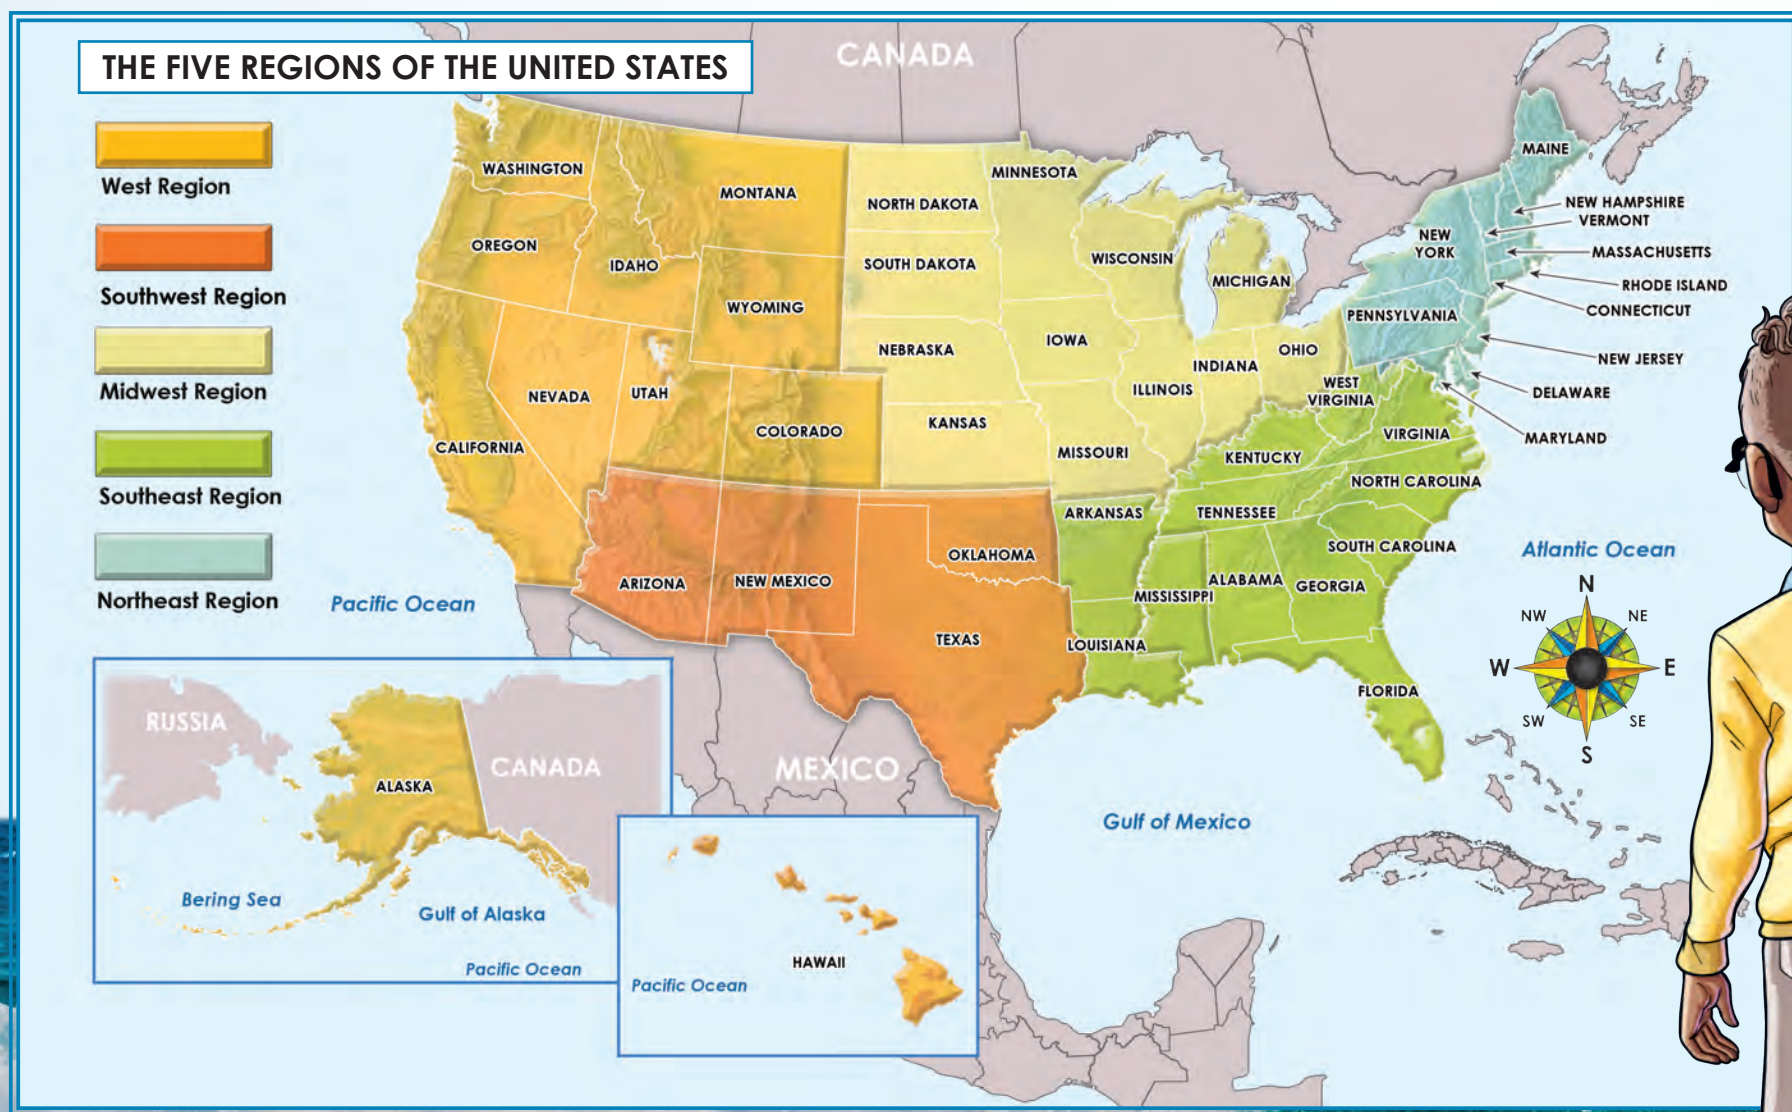 THE FIVE REGIONS OF THE UNITED STATES
West Region
Southwest Region
Midwest Region
Southeast Region
Northeast Region
CANADA
WASHINGTON
MONTANA
OREGON
IDAHO
WYOMING
NEVADA
UTAH
COLORADO
CALIFORNIA
NORTH DAKOTA
MINNESOTA
SOUTH DAKOTA
WISCONSIN
MICHIGAN
NEBRASKA
IOWA
ILLINOIS
INDIANA
OHIO
KANSAS
MISSOURI
MAINE
NEW HAMPSHIRE
VERMONT
NEW
YORK
MASSACHUSETTS
RHODE ISLAND
CONNECTICUT
PENNSYLVANIA
NEW JERSEY
DELAWARE
MARYLAND
WEST
VIRGINIA
VIRGINIA
KENTUCKY
NORTH CAROLINA
TENNESSEE
ARKANSAS
SOUTH CAROLINA
MISSISSIPPI
ALABAMA
GEORGIA
LOUISIANA
FLORIDA
ARIZONA
NEW MEXICO
OKLAHOMA
TEXAS
Pacific Ocean
Atlantic Ocean
N
NW
NE
W
E
SW
SE
S
MEXICO
Gulf of Mexico
RUSSIA
CANADA
ALASKA
Bering Sea
Gulf of Alaska
Pacific Ocean
HAWAII
Pacific Ocean